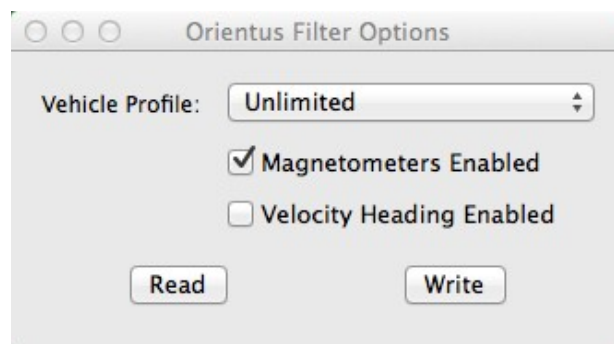 Orientus Filter Options
Vehicle Profile: Unlimited
Magnetometers Enabled
Velocity Heading Enabled
Read Write